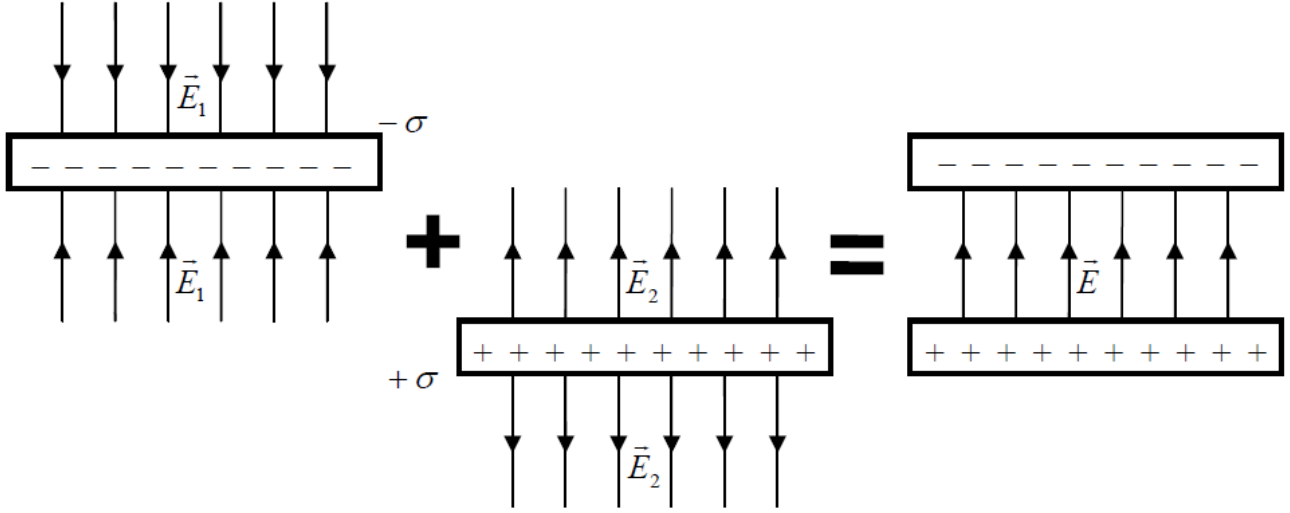 E⃗₁
− σ
− − − − − − − − − −
E⃗₁
+
E⃗₂
+ + + + + + + + + +
+ σ
E⃗₂
=
− − − − − − − − − −
E⃗
+ + + + + + + + + +